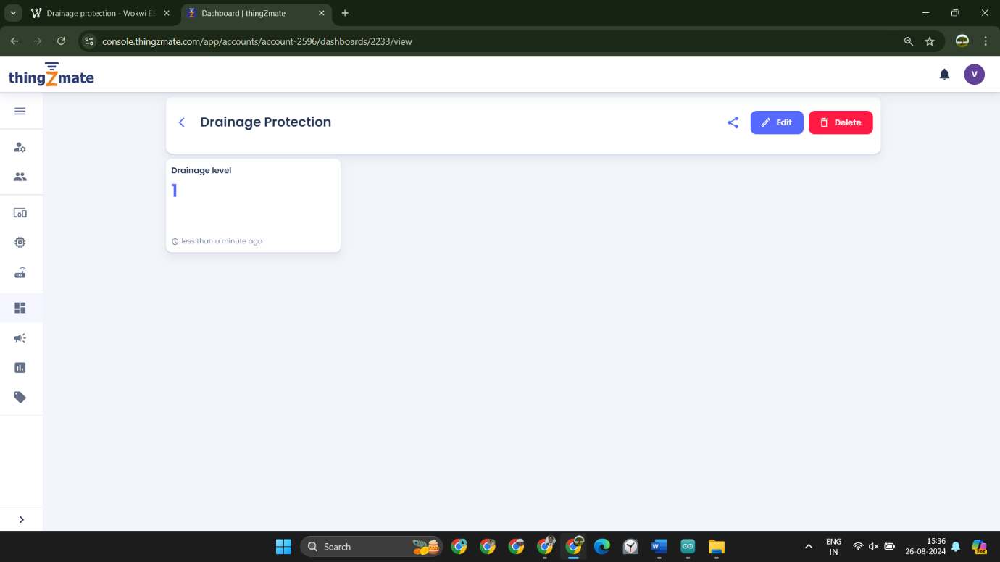 Drainage protection - Wokwi ES
Dashboard | thingZmate
console.thingzmate.com/app/accounts/account-2596/dashboards/2233/view
thingZmate
V
Drainage Protection
Edit
Delete
Drainage level
1
less than a minute ago
Search
ENG
IN
15:36
26-08-2024
PRE